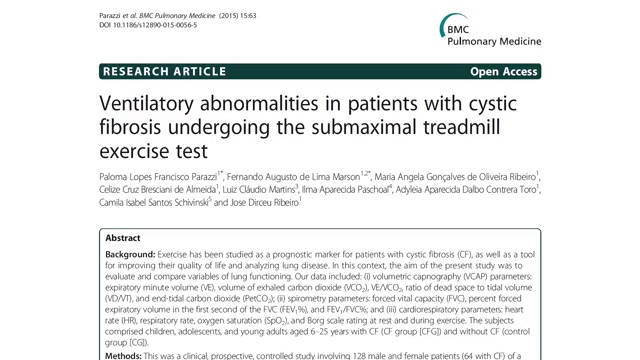 Parazzi et al. BMC Pulmonary Medicine (2015) 15:63
DOI 10.1186/s12890-015-0056-5
BMC
Pulmonary Medicine
RESEARCH ARTICLE Open Access
Ventilatory abnormalities in patients with cystic
fibrosis undergoing the submaximal treadmill
exercise test
Paloma Lopes Francisco Parazzi1*, Fernando Augusto de Lima Marson1,2*, Maria Angela Gonçalves de Oliveira Ribeiro1,
Celize Cruz Bresciani de Almeida1, Luiz Cláudio Martins3, Ilma Aparecida Paschoal4, Adyleia Aparecida Dalbo Contrera Toro1,
Camila Isabel Santos Schivinski5 and Jose Dirceu Ribeiro1
Abstract
Background: Exercise has been studied as a prognostic marker for patients with cystic fibrosis (CF), as well as a tool
for improving their quality of life and analyzing lung disease. In this context, the aim of the present study was to
evaluate and compare variables of lung functioning. Our data included: (i) volumetric capnography (VCAP) parameters:
expiratory minute volume (VE), volume of exhaled carbon dioxide (VCO2), VE/VCO2, ratio of dead space to tidal volume
(VD/VT), and end-tidal carbon dioxide (PetCO2); (ii) spirometry parameters: forced vital capacity (FVC), percent forced
expiratory volume in the first second of the FVC (FEV1%), and FEV1/FVC%; and (iii) cardiorespiratory parameters: heart
rate (HR), respiratory rate, oxygen saturation (SpO2), and Borg scale rating at rest and during exercise. The subjects
comprised children, adolescents, and young adults aged 6–25 years with CF (CF group [CFG]) and without CF (control
group [CG]).
Methods: This was a clinical, prospective, controlled study involving 128 male and female patients (64 with CF) of a